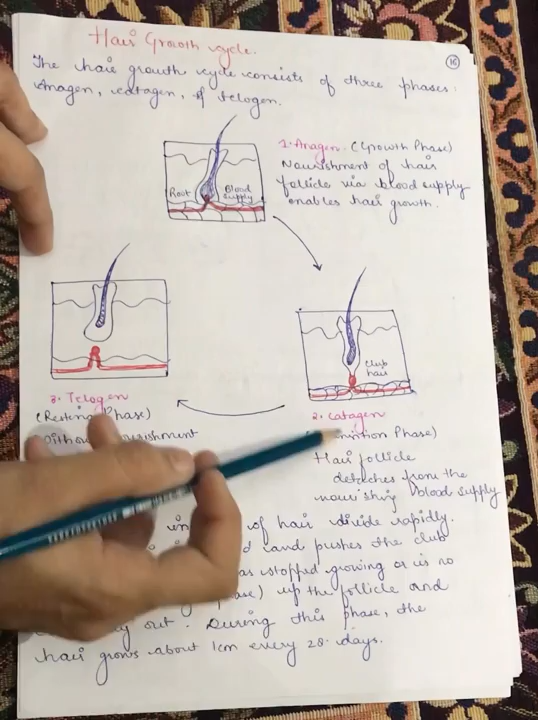 Hair Growth cycle.
16
The hair growth cycle consists of three phases:
Anagen, catagen, & telogen.
1. Anagen. (Growth Phase)
Nourishment of hair
follicle via blood supply
enables hair growth.
Root
Blood
supply
Club
hair
3. Telogen
(Resting Phase)
2. Catagen
Phase)
Hair follicle
detaches from the
nourishing blood supply
of hair divide rapidly.
and pushes the club
stopped growing or is no
up the follicle and
out. During this phase, the
hair grows about 1cm every 28 days.